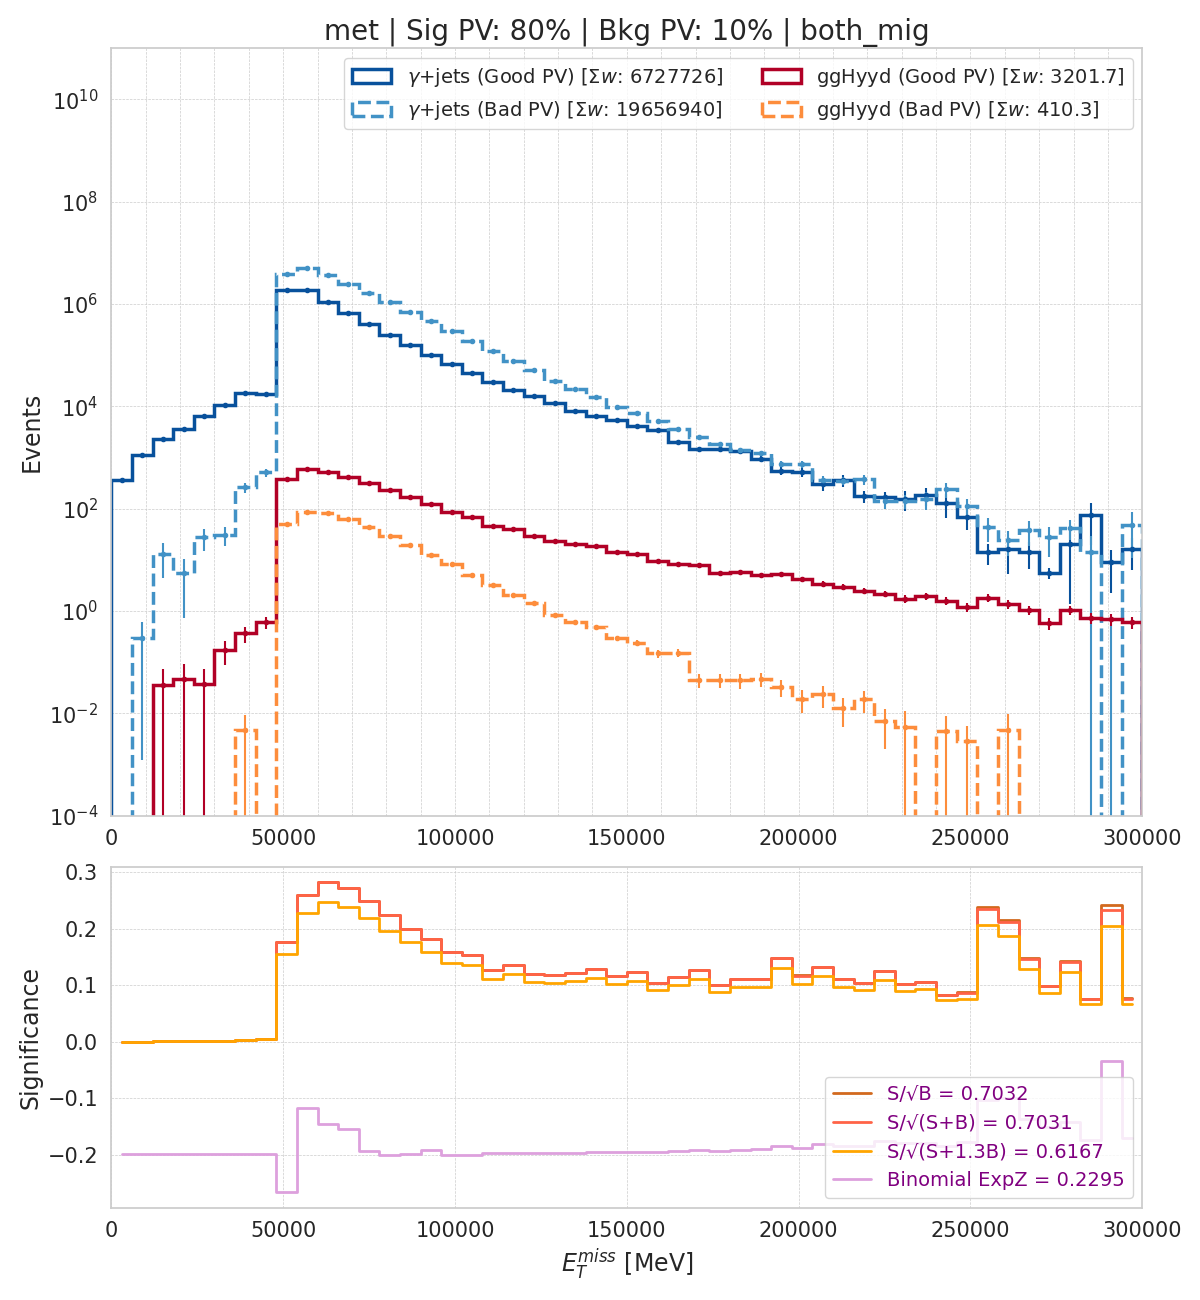 met | Sig PV: 80% | Bkg PV: 10% | both_mig
γ+jets (Good PV) [Σw: 6727726]
γ+jets (Bad PV) [Σw: 19656940]
ggHyyd (Good PV) [Σw: 3201.7]
ggHyyd (Bad PV) [Σw: 410.3]
Events
10^10
10^8
10^6
10^4
10^2
10^0
10^−2
10^−4
0 50000 100000 150000 200000 250000 300000
Significance
0.3
0.2
0.1
0.0
−0.1
−0.2
S/√B = 0.7032
S/√(S+B) = 0.7031
S/√(S+1.3B) = 0.6167
Binomial ExpZ = 0.2295
0 50000 100000 150000 200000 250000 300000
E_T^miss [MeV]